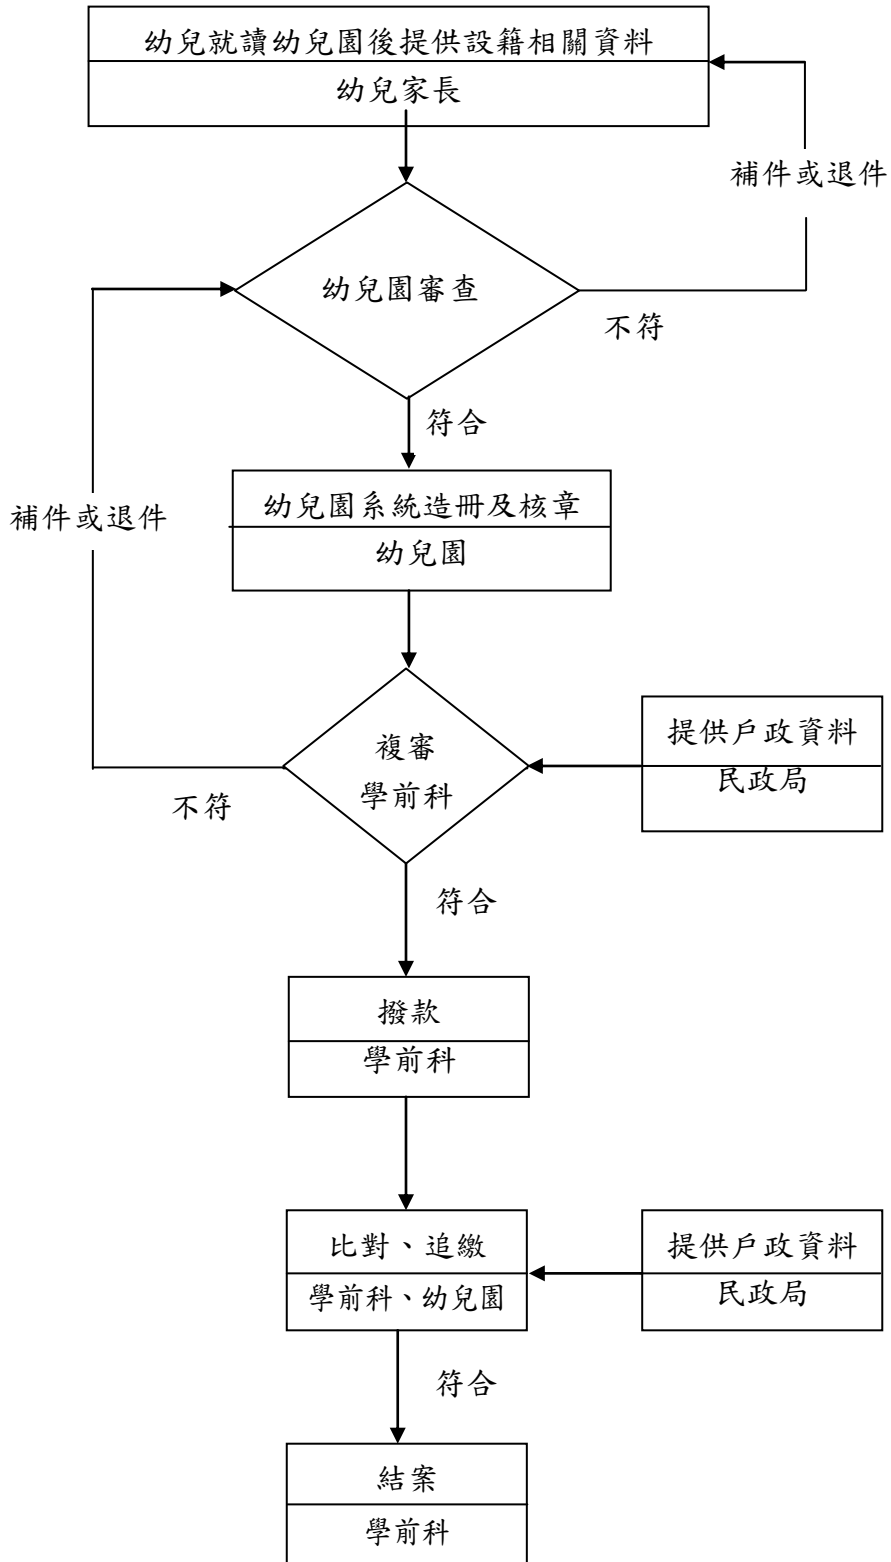 幼兒就讀幼兒園後提供設籍相關資料
幼兒家長
補件或退件
幼兒園審查
不符
符合
幼兒園系統造冊及核章
幼兒園
補件或退件
複審
學前科
提供戶政資料
民政局
不符
符合
撥款
學前科
比對、追繳
學前科、幼兒園
提供戶政資料
民政局
符合
結案
學前科